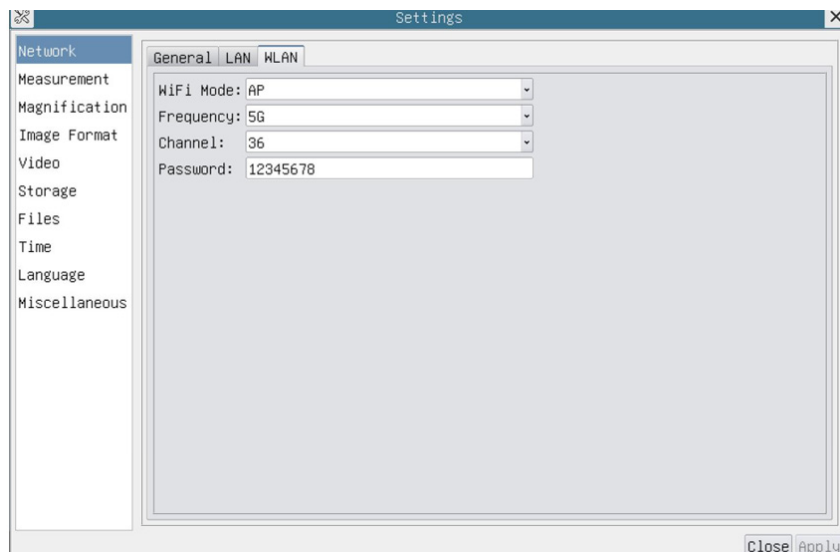 Settings
Network
Measurement
Magnification
Image Format
Video
Storage
Files
Time
Language
Miscellaneous
General LAN WLAN
WiFi Mode: AP
Frequency: 5G
Channel: 36
Password: 12345678
Close Apply